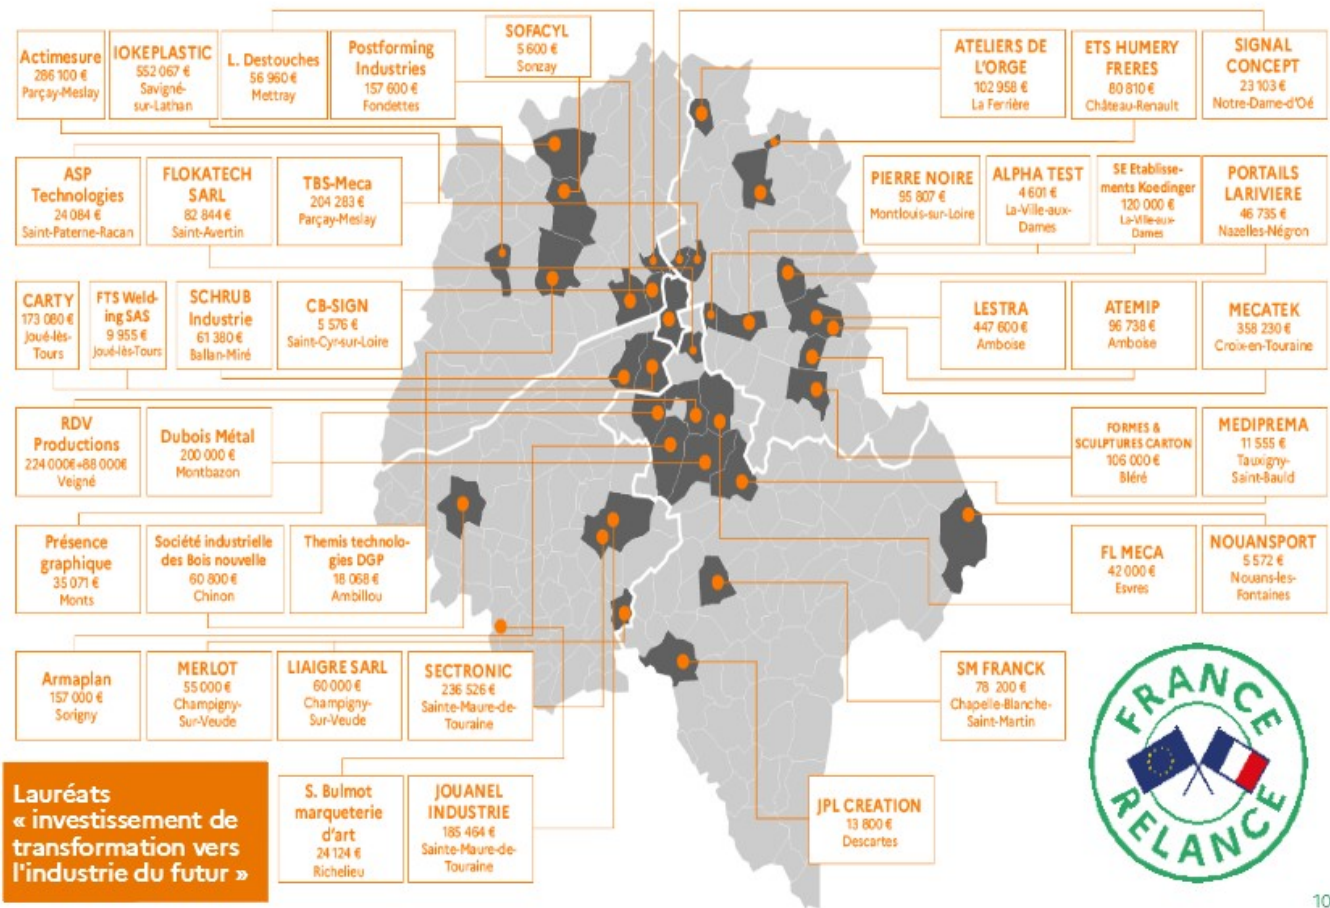 Actimesure
286 100 €
Parçay-Meslay
IOKEPLASTIC
552 067 €
Savigné-
sur-Lathan
L. Destouches
56 960 €
Mettray
Postforming
Industries
157 600 €
Fondettes
SOFACYL
5 600 €
Sonzay
ATELIERS DE
L'ORGE
102 958 €
La Ferrière
ETS HUMERY
FRERES
80 810 €
Château-Renault
SIGNAL
CONCEPT
23 103 €
Notre-Dame-d'Oé
ASP
Technologies
24 084 €
Saint-Paterne-Racan
FLOKATECH
SARL
82 844 €
Saint-Avertin
TBS-Meca
204 283 €
Parçay-Meslay
PIERRE NOIRE
95 807 €
Montlouis-sur-Loire
ALPHA TEST
4 601 €
La-Ville-aux-
Dames
SE Etablisse-
ments Koedinger
120 000 €
La-Ville-aux-
Dames
PORTAILS
LARIVIERE
46 735 €
Nazelles-Négron
CARTY
173 080 €
Joué-lès-
Tours
FTS Weld-
ing SAS
9 955 €
Joué-lès-Tours
SCHRUB
Industrie
61 380 €
Ballan-Miré
CB-SIGN
5 576 €
Saint-Cyr-sur-Loire
LESTRA
447 600 €
Amboise
ATEMIP
96 738 €
Amboise
MECATEK
358 230 €
Croix-en-Touraine
RDV
Productions
224 000€+88 000€
Veigné
Dubois Métal
200 000 €
Montbazon
FORMES &
SCULPTURES CARTON
106 000 €
Bléré
MEDIPREMA
11 555 €
Tauxigny-
Saint-Bauld
Présence
graphique
35 071 €
Monts
Société industrielle
des Bois nouvelle
60 800 €
Chinon
Themis technolo-
gies DGP
18 068 €
Ambillou
FL MECA
42 000 €
Esvres
NOUANSPORT
5 572 €
Nouans-les-
Fontaines
Armaplan
157 000 €
Sorigny
MERLOT
55 000 €
Champigny-
Sur-Veude
LIAIGRE SARL
60 000 €
Champigny-
Sur-Veude
SECTRONIC
236 526 €
Sainte-Maure-de-
Touraine
SM FRANCK
78 200 €
Chapelle-Blanche-
Saint-Martin
S. Bulmot
marqueterie
d'art
24 124 €
Richelieu
JOUANEL
INDUSTRIE
185 464 €
Sainte-Maure-de-
Touraine
JPL CREATION
13 800 €
Descartes
Lauréats
« investissement de
transformation vers
l'industrie du futur »
FRANCE
RELANCE
10